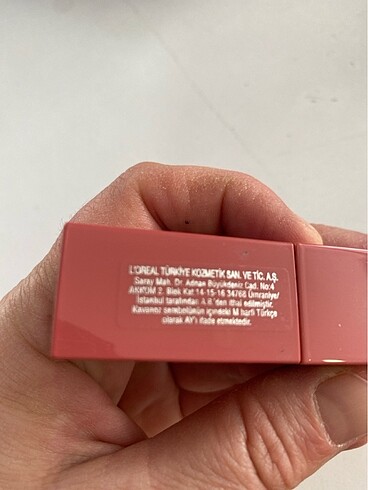 L'OREAL TÜRKİYE KOZMETİK SAN. VE TİC. A.Ş.
Saray Mah. Dr. Adnan Büyükdeniz Cad. No:4
AKKOM 2. Blok Kat:14-15-16 34768 Ümraniye/
İstanbul tarafından. A.B.'den ithal edilmiştir.
Kavanoz sembolünün içindeki M harfi Türkçe
olarak AY'ı ifade etmektedir.